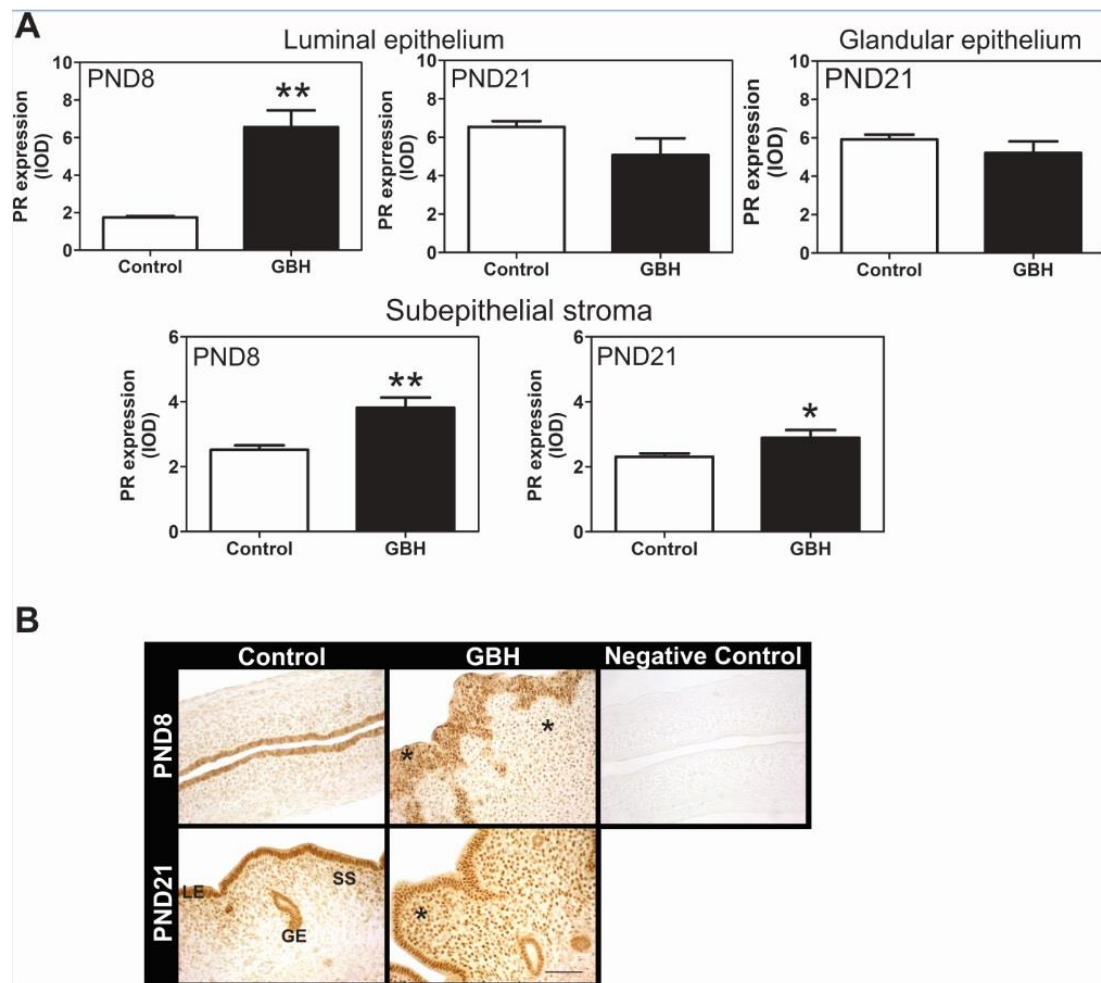 A
Luminal epithelium
Glandular epithelium
PR expression
(IOD)
10
8
6
4
2
0
PND8
**
Control
GBH
PR exprression
(IOD)
10
8
6
4
2
0
PND21
Control
GBH
PR expression
(IOD)
10
8
6
4
2
0
PND21
Control
GBH
Subepithelial stroma
PR expression
(IOD)
6
4
2
0
PND8
**
Control
GBH
PR expression
(IOD)
6
4
2
0
PND21
*
Control
GBH
B
Control
GBH
Negative Control
PND8
*
*
PND21
LE
SS
GE
*